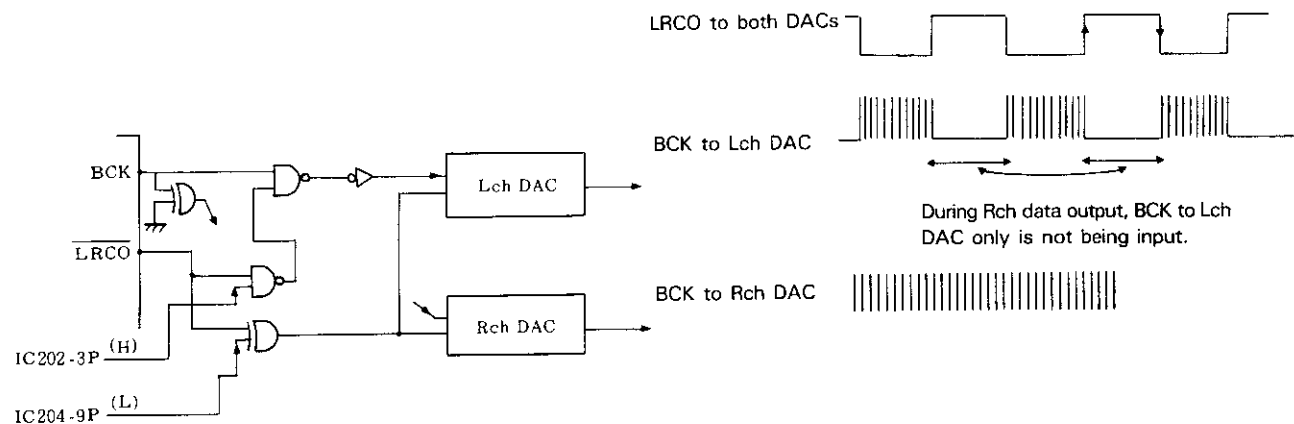 LRCO to both DACs
BCK to Lch DAC
During Rch data output, BCK to Lch
DAC only is not being input.
BCK to Rch DAC
BCK
LRCO
Lch DAC
Rch DAC
IC202-3P (H)
IC204-9P (L)